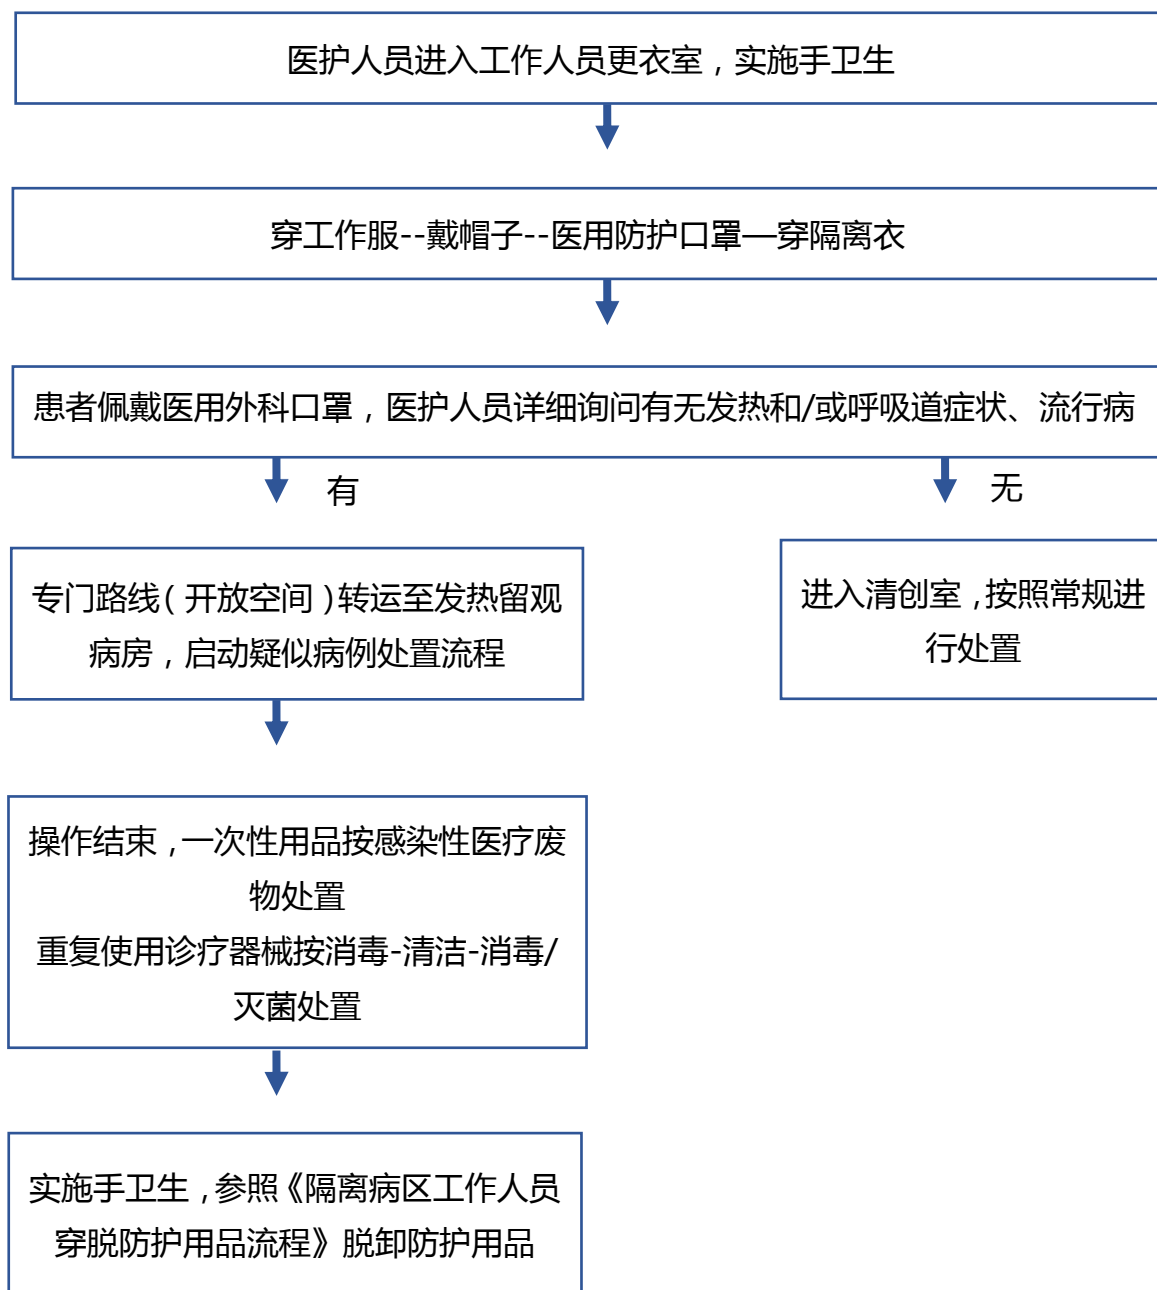 医护人员进入工作人员更衣室，实施手卫生
穿工作服--戴帽子--医用防护口罩—穿隔离衣
患者佩戴医用外科口罩，医护人员详细询问有无发热和/或呼吸道症状、流行病
有
无
专门路线（开放空间）转运至发热留观
病房，启动疑似病例处置流程
进入清创室，按照常规进
行处置
操作结束，一次性用品按感染性医疗废
物处置
重复使用诊疗器械按消毒-清洁-消毒/
灭菌处置
实施手卫生，参照《隔离病区工作人员
穿脱防护用品流程》脱卸防护用品